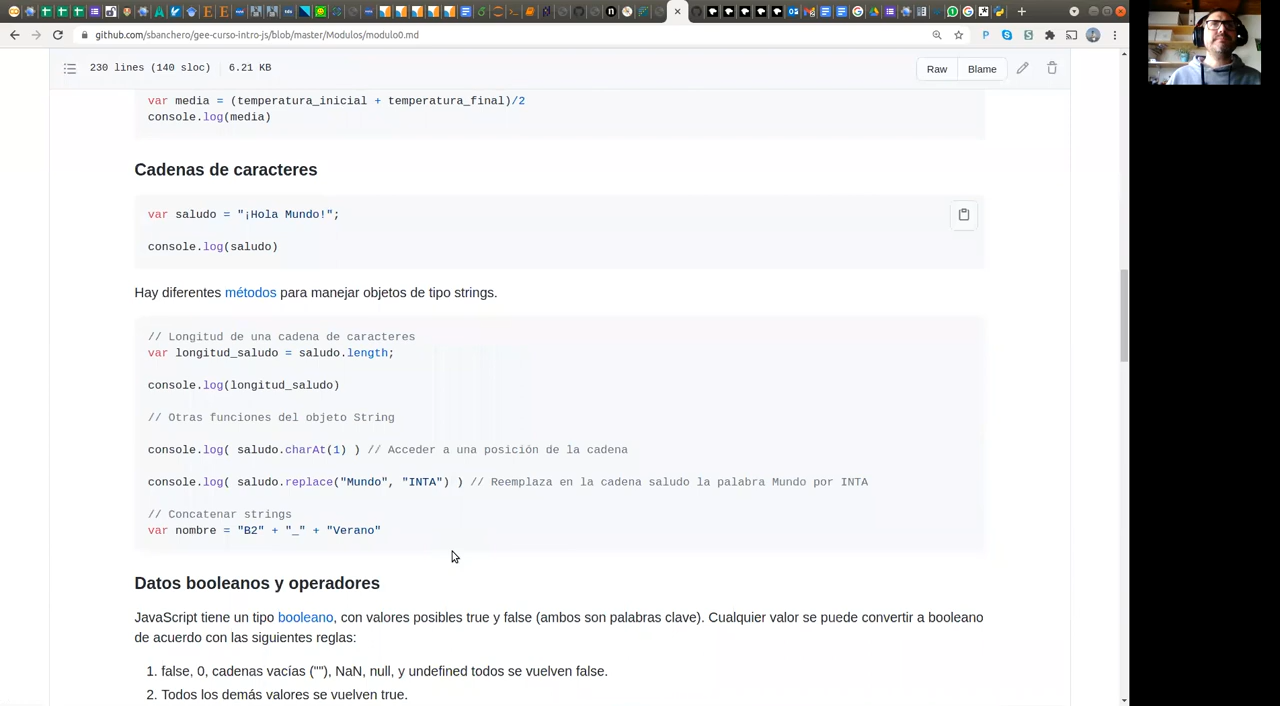 github.com/sbanchero/gee-curso-intro-js/blob/master/Modulos/modulo0.md
230 lines (140 sloc) 6.21 KB
Raw Blame
var media = (temperatura_inicial + temperatura_final)/2
console.log(media)
Cadenas de caracteres
var saludo = "¡Hola Mundo!";
console.log(saludo)
Hay diferentes métodos para manejar objetos de tipo strings.
// Longitud de una cadena de caracteres
var longitud_saludo = saludo.length;
console.log(longitud_saludo)
// Otras funciones del objeto String
console.log( saludo.charAt(1) ) // Acceder a una posición de la cadena
console.log( saludo.replace("Mundo", "INTA") ) // Reemplaza en la cadena saludo la palabra Mundo por INTA
// Concatenar strings
var nombre = "B2" + "_" + "Verano"
Datos booleanos y operadores
JavaScript tiene un tipo booleano, con valores posibles true y false (ambos son palabras clave). Cualquier valor se puede convertir a booleano
de acuerdo con las siguientes reglas:
1. false, 0, cadenas vacías (""), NaN, null, y undefined todos se vuelven false.
2. Todos los demás valores se vuelven true.